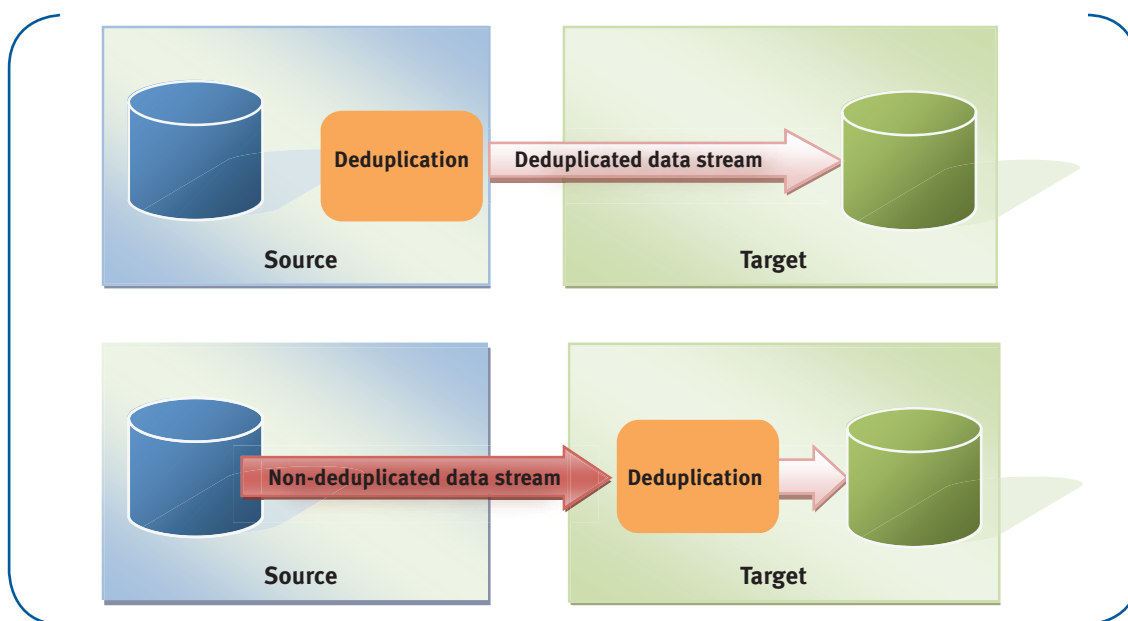 Deduplication
Deduplicated data stream
Source
Target
Non-deduplicated data stream
Deduplication
Source
Target